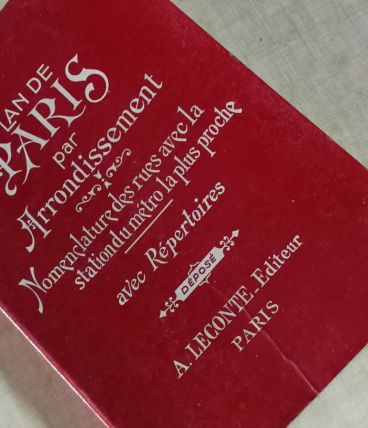 LAN DE
PARIS
par
Arrondissement
Nomenclature des rues avec la
station du métro la plus proche
avec Répertoires
DÉPOSÉ
A. LECONTE, Editeur
PARIS